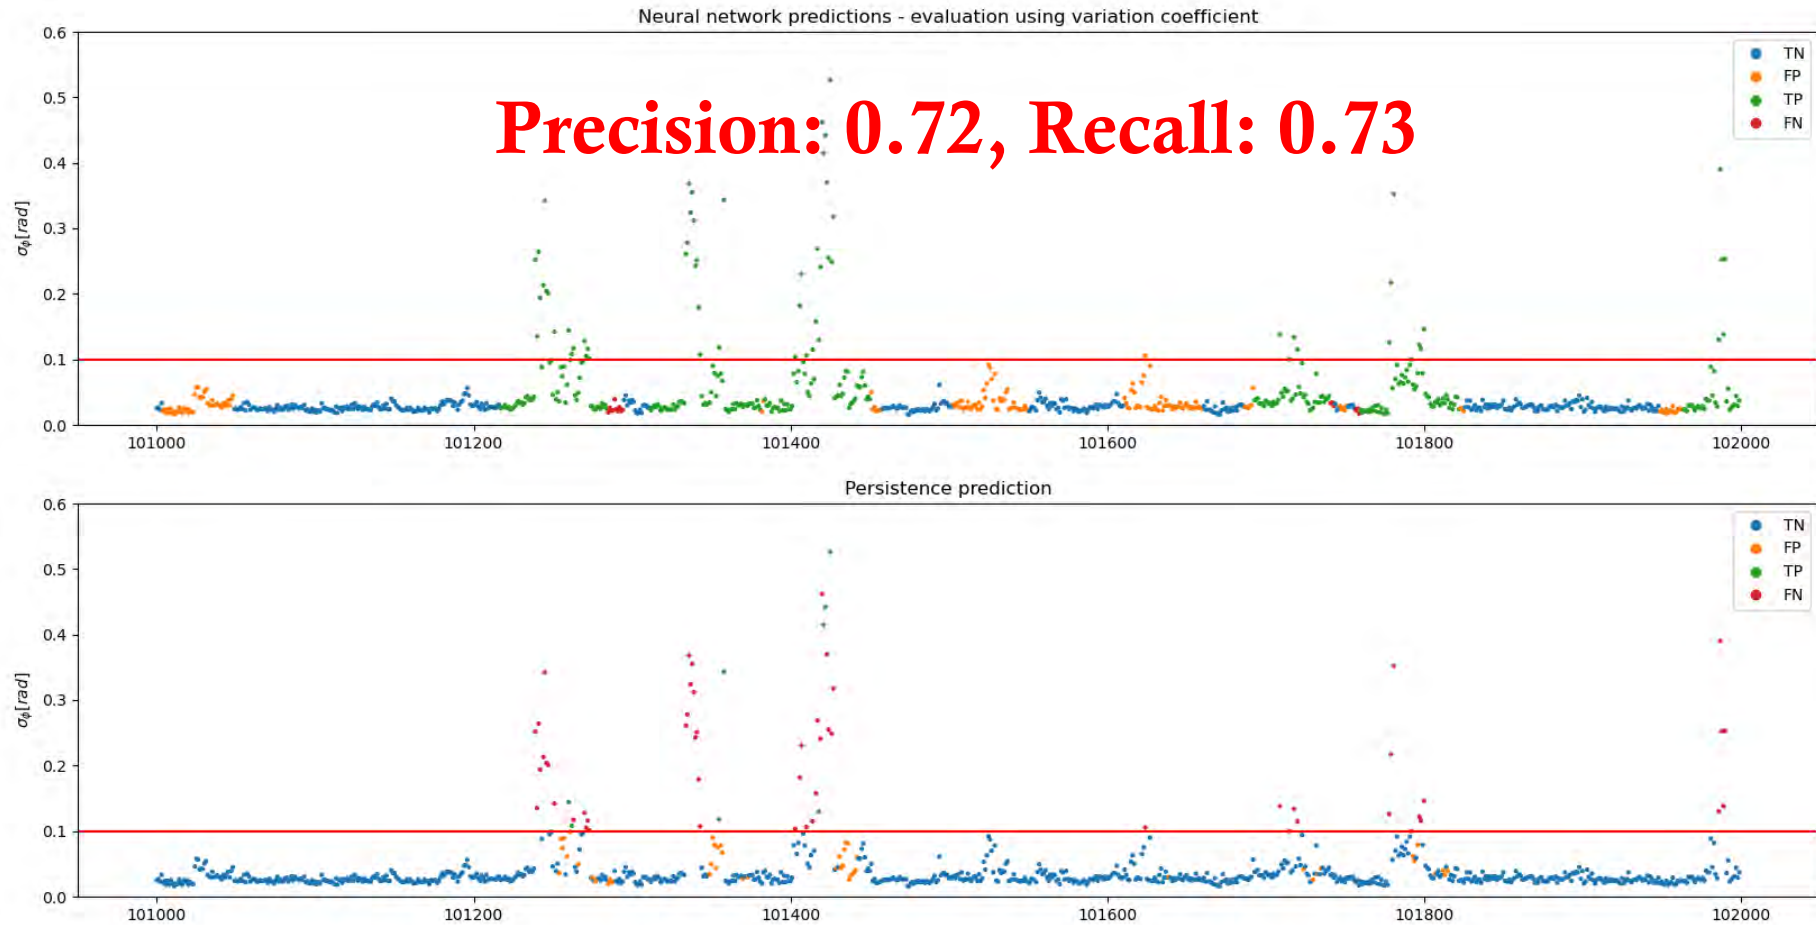 Neural network predictions - evaluation using variation coefficient
0.6
0.5
0.4
0.3
0.2
0.1
0.0
σϕ[rad]
Precision: 0.72, Recall: 0.73
TN
FP
TP
FN
101000 101200 101400 101600 101800 102000
Persistence prediction
0.6
0.5
0.4
0.3
0.2
0.1
0.0
σϕ[rad]
TN
FP
TP
FN
101000 101200 101400 101600 101800 102000